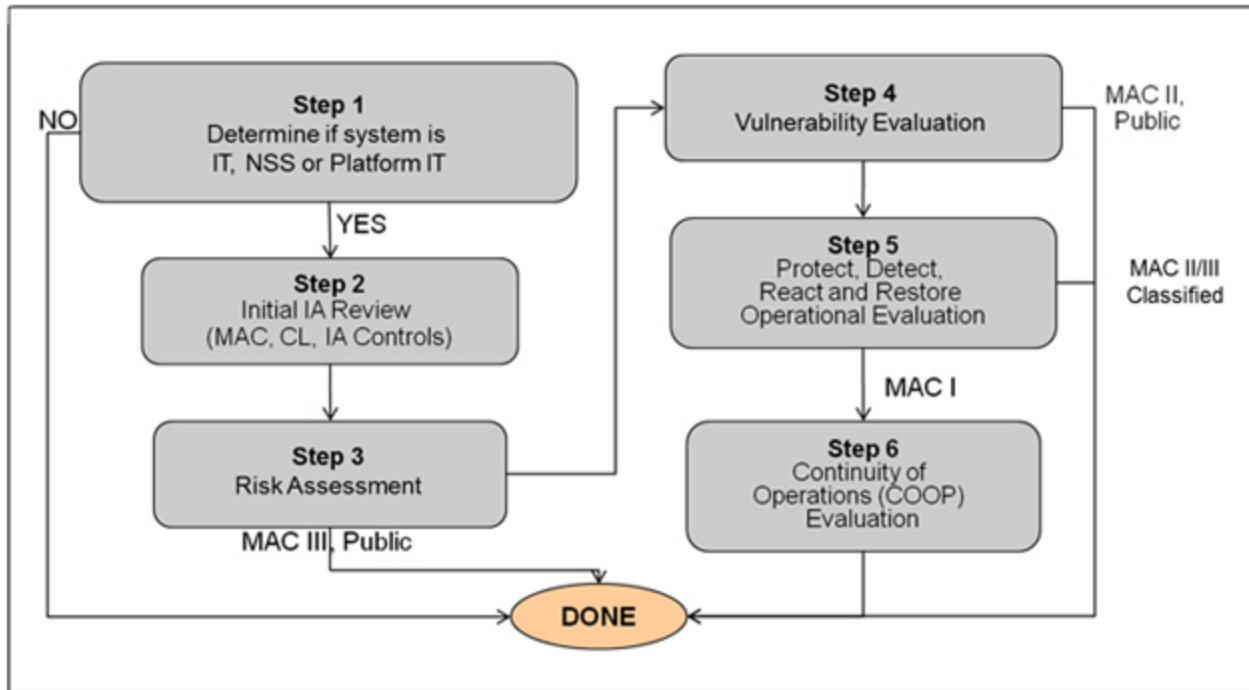 NO
Step 1
Determine if system is
IT, NSS or Platform IT
YES
Step 2
Initial IA Review
(MAC, CL, IA Controls)
Step 3
Risk Assessment
MAC III, Public
Step 4
Vulnerability Evaluation
MAC II,
Public
Step 5
Protect, Detect,
React and Restore
Operational Evaluation
MAC II/III
Classified
MAC I
Step 6
Continuity of
Operations (COOP)
Evaluation
DONE